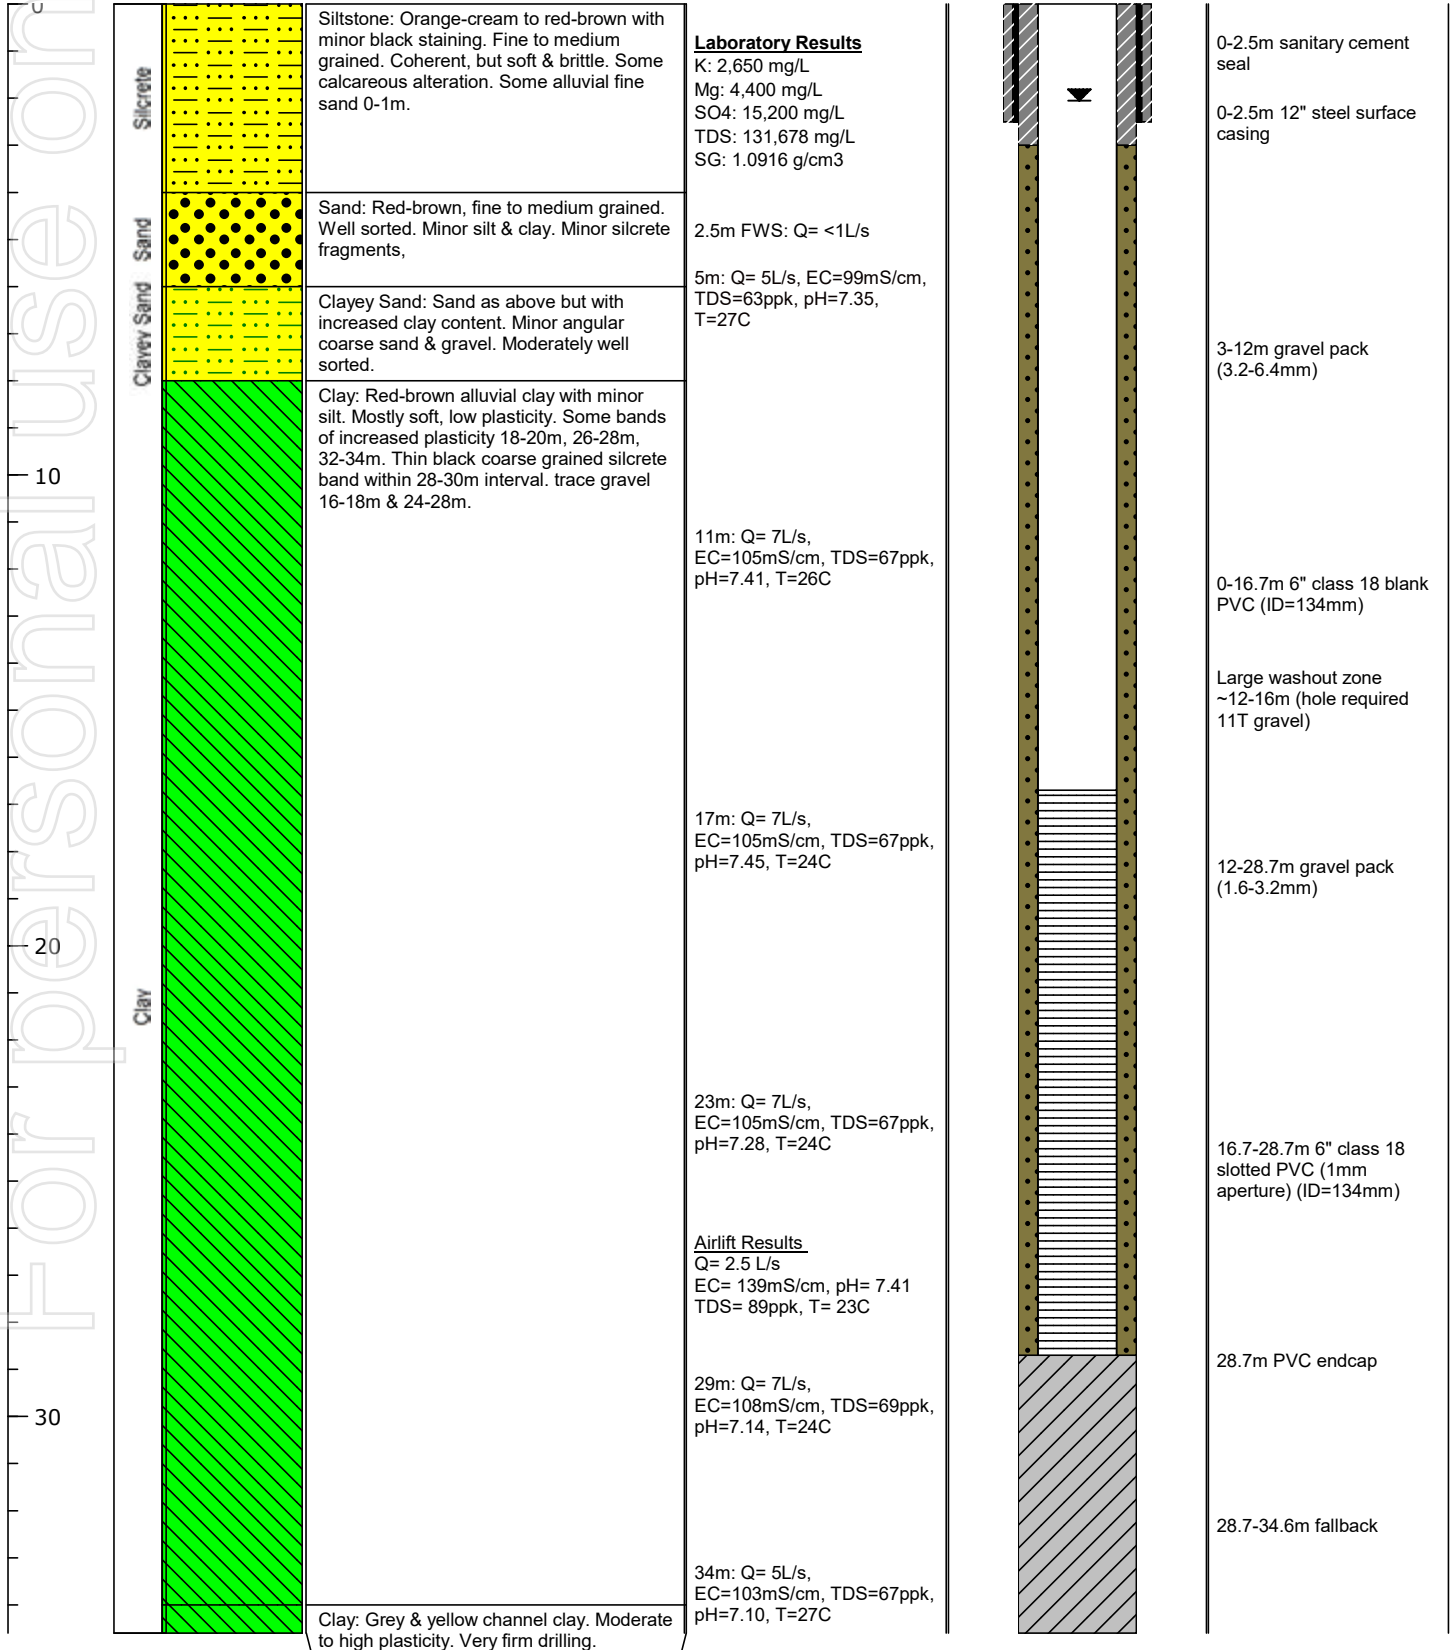 For personal use on
0
10
20
30
Silcrete
Sand
Clayey Sand
Clay
Siltstone: Orange-cream to red-brown with
minor black staining. Fine to medium
grained. Coherent, but soft & brittle. Some
calcareous alteration. Some alluvial fine
sand 0-1m.
Sand: Red-brown, fine to medium grained.
Well sorted. Minor silt & clay. Minor silcrete
fragments,
Clayey Sand: Sand as above but with
increased clay content. Minor angular
coarse sand & gravel. Moderately well
sorted.
Clay: Red-brown alluvial clay with minor
silt. Mostly soft, low plasticity. Some bands
of increased plasticity 18-20m, 26-28m,
32-34m. Thin black coarse grained silcrete
band within 28-30m interval. trace gravel
16-18m & 24-28m.
Clay: Grey & yellow channel clay. Moderate
to high plasticity. Very firm drilling.
Laboratory Results
K: 2,650 mg/L
Mg: 4,400 mg/L
SO4: 15,200 mg/L
TDS: 131,678 mg/L
SG: 1.0916 g/cm3
2.5m FWS: Q= <1L/s
5m: Q= 5L/s, EC=99mS/cm,
TDS=63ppk, pH=7.35,
T=27C
11m: Q= 7L/s,
EC=105mS/cm, TDS=67ppk,
pH=7.41, T=26C
17m: Q= 7L/s,
EC=105mS/cm, TDS=67ppk,
pH=7.45, T=24C
23m: Q= 7L/s,
EC=105mS/cm, TDS=67ppk,
pH=7.28, T=24C
Airlift Results
Q= 2.5 L/s
EC= 139mS/cm, pH= 7.41
TDS= 89ppk, T= 23C
29m: Q= 7L/s,
EC=108mS/cm, TDS=69ppk,
pH=7.14, T=24C
34m: Q= 5L/s,
EC=103mS/cm, TDS=67ppk,
pH=7.10, T=27C
0-2.5m sanitary cement
seal
0-2.5m 12" steel surface
casing
3-12m gravel pack
(3.2-6.4mm)
0-16.7m 6" class 18 blank
PVC (ID=134mm)
Large washout zone
~12-16m (hole required
11T gravel)
12-28.7m gravel pack
(1.6-3.2mm)
16.7-28.7m 6" class 18
slotted PVC (1mm
aperture) (ID=134mm)
28.7m PVC endcap
28.7-34.6m fallback